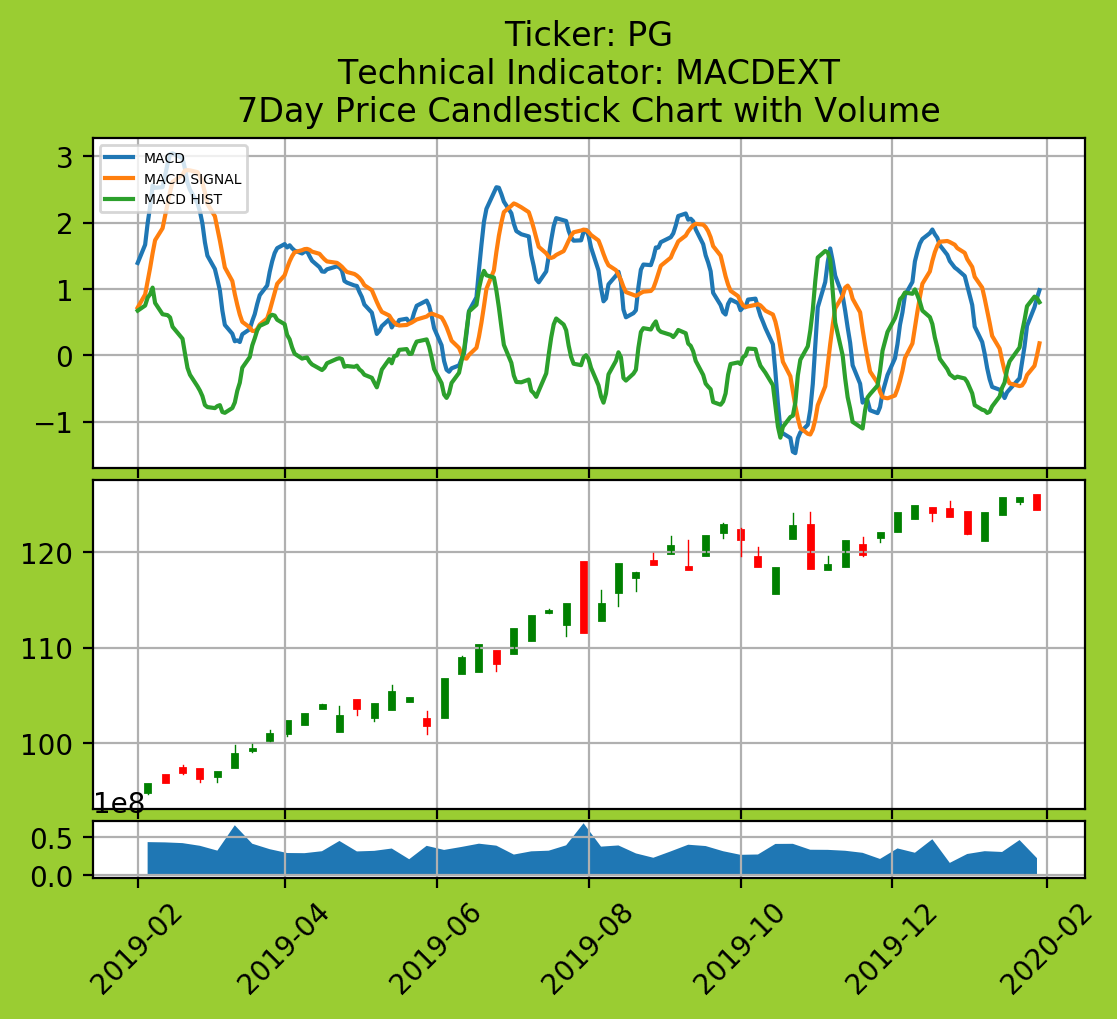 Ticker: PG
Technical Indicator: MACDEXT
7Day Price Candlestick Chart with Volume
MACD
MACD SIGNAL
MACD HIST
3
2
1
0
−1
120
110
100
1e8
0.5
0.0
2019-02
2019-04
2019-06
2019-08
2019-10
2019-12
2020-02